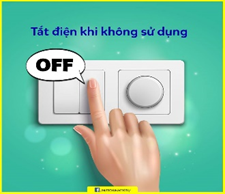 Tắt điện khi không sử dụng
OFF